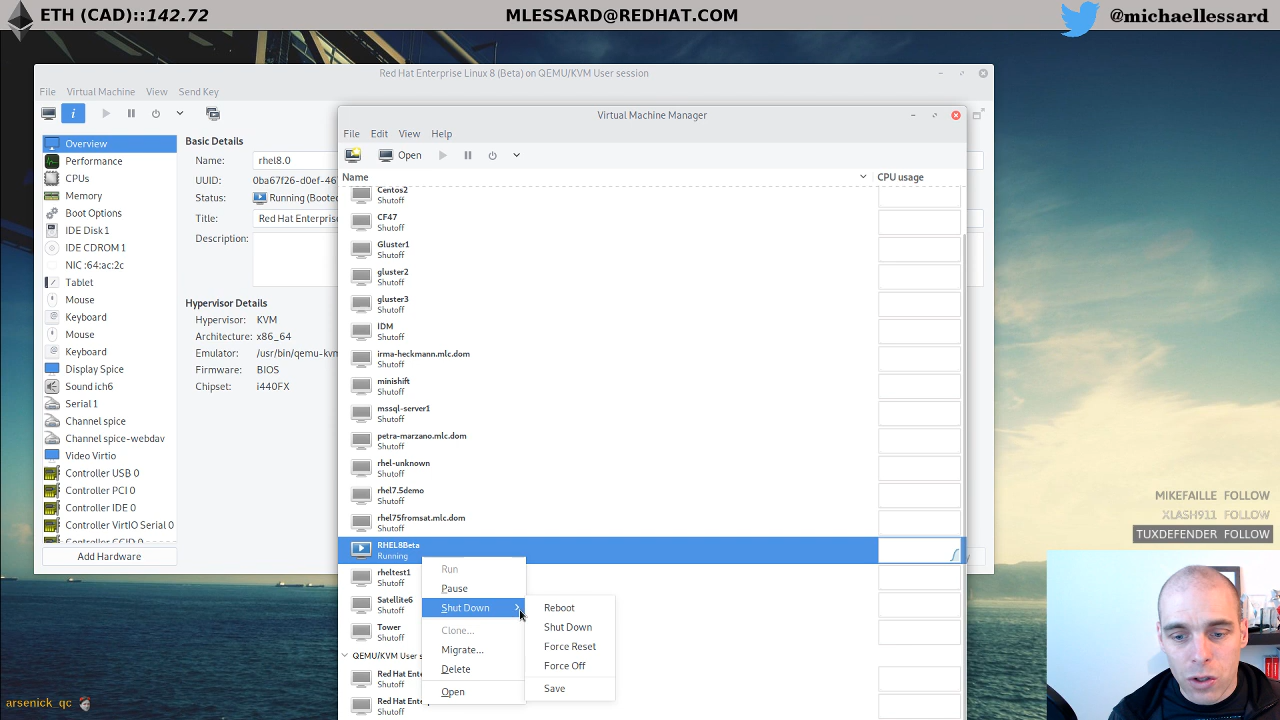 ETH (CAD)::142.72
MLESSARD@REDHAT.COM
@michaellessard
Red Hat Enterprise Linux 8 (Beta) on QEMU/KVM User session
File Virtual Machine View Send Key
Basic Details
Name: rhel8.0
UUID: 0ba67f26-d0ef-46
Status: Running (Booted
Title: Red Hat Enterpris
Description:
Hypervisor Details
Hypervisor: KVM
Architecture: x86_64
Emulator: /usr/bin/qemu-kvm
Firmware: BIOS
Chipset: i440FX
Overview
Performance
CPUs
Memory
Boot Options
IDE Disk 1
IDE CDROM 1
NIC :64:ac:2c
Tablet
Mouse
Keyboard
Mouse
Keyboard
Display Spice
Sound ich6
Serial 1
Channel spice
Channel spice-webdav
Video Virtio
Controller USB 0
Controller PCI 0
Controller IDE 0
Controller VirtIO Serial 0
Controller CCID 0
Add Hardware
Virtual Machine Manager
File Edit View Help
Open
Name CPU usage
Centos2
Shutoff
CF47
Shutoff
Gluster1
Shutoff
gluster2
Shutoff
gluster3
Shutoff
IDM
Shutoff
irma-heckmann.mlc.dom
Shutoff
minishift
Shutoff
mssql-server1
Shutoff
petra-marzano.mlc.dom
Shutoff
rhel-unknown
Shutoff
rhel7.5demo
Shutoff
rhel75fromsat.mlc.dom
Shutoff
RHEL8Beta
Running
rheltest1
Shutoff
Satellite6
Shutoff
Tower
Shutoff
QEMU/KVM User s
Red Hat Ente
Shutoff
Red Hat Enter
Shutoff
Run
Pause
Shut Down
Clone...
Migrate...
Delete
Open
Reboot
Shut Down
Force Reset
Force Off
Save
MIKEFAILLE FOLLOW
XLASH911 FOLLOW
TUXDEFENDER FOLLOW
arsenick_qc